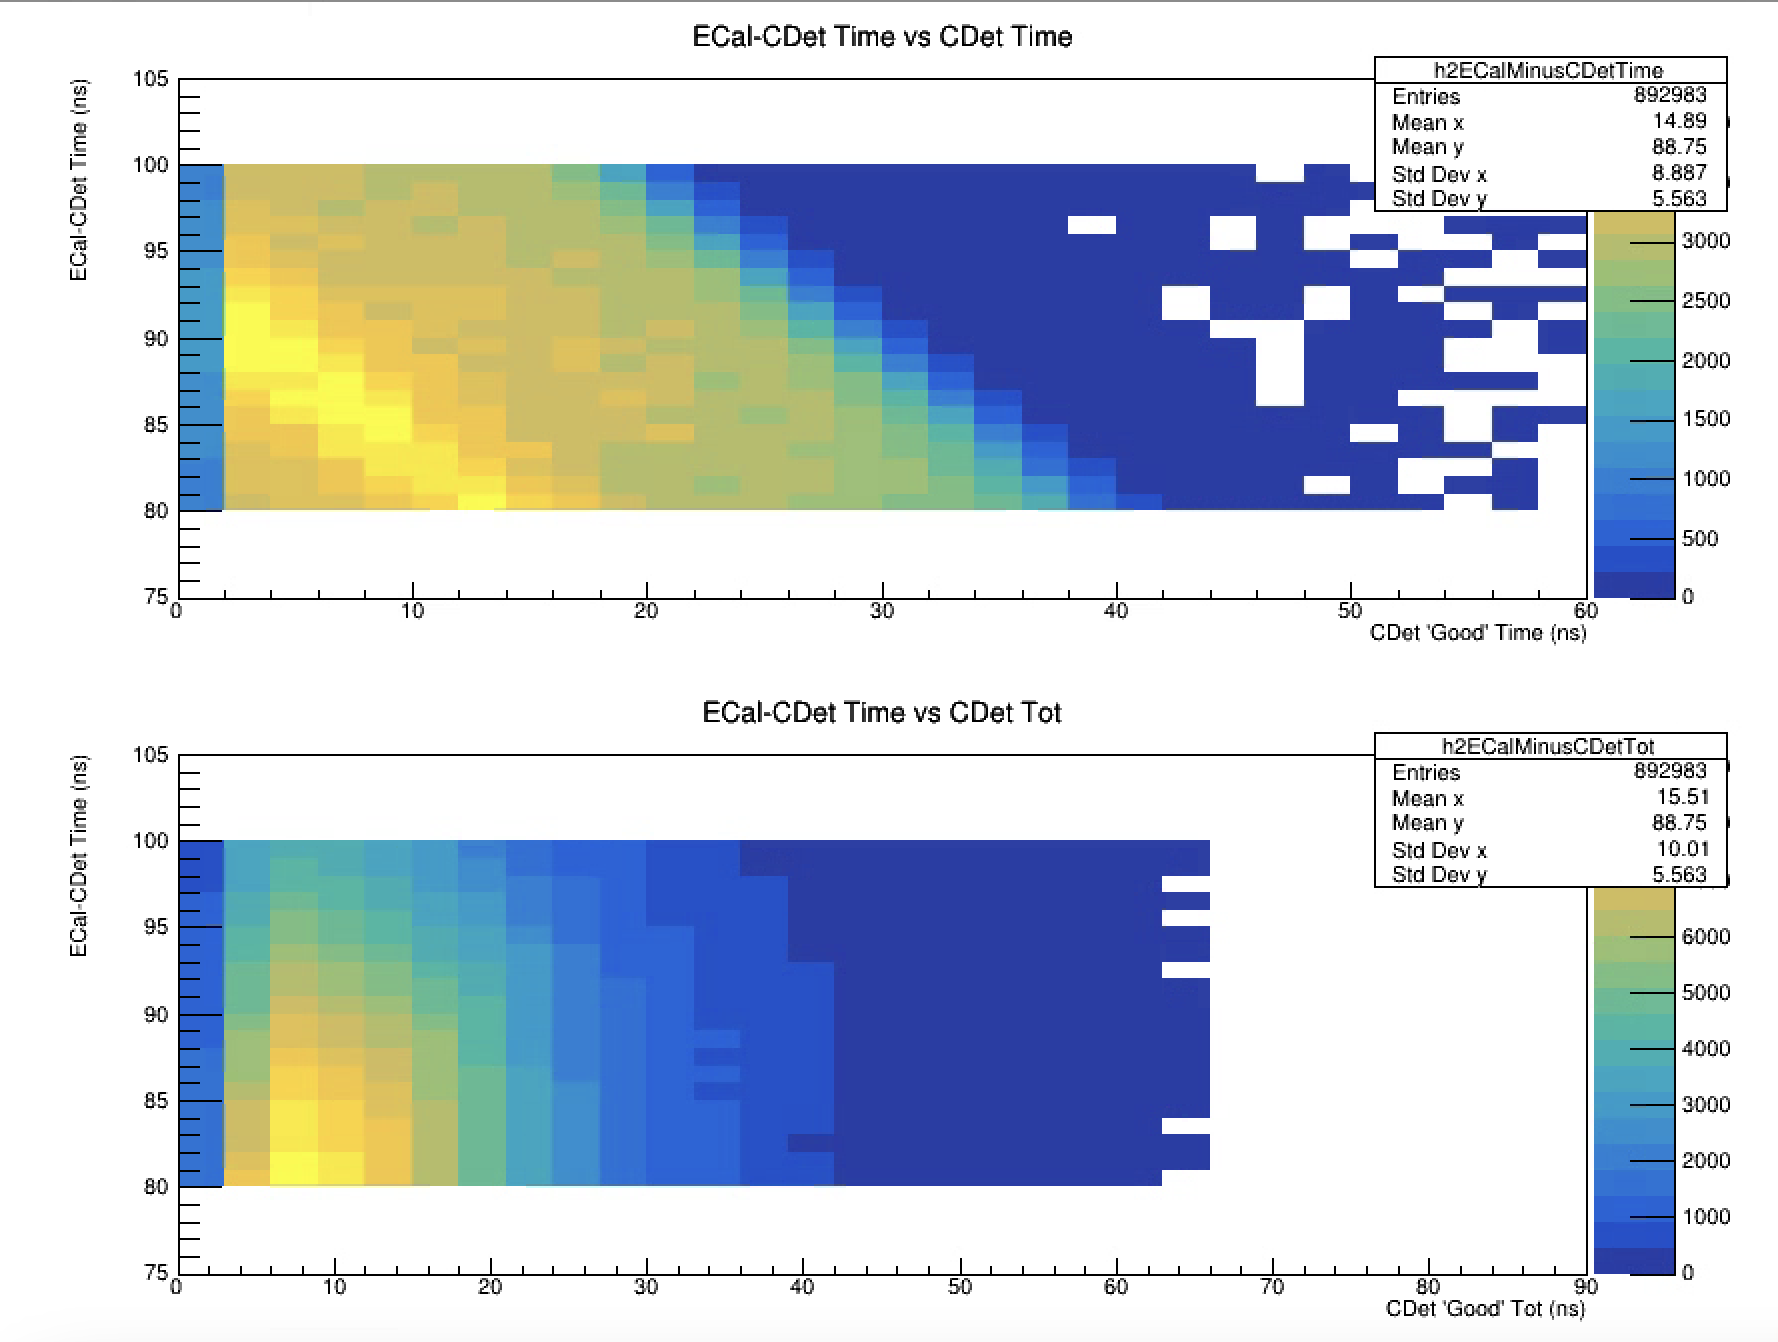 ECal-CDet Time vs CDet Time
ECal-CDet Time (ns)
105
100
95
90
85
80
75
0
10
20
30
40
50
60
CDet 'Good' Time (ns)
h2ECalMinusCDetTime
Entries 892983
Mean x 14.89
Mean y 88.75
Std Dev x 8.887
Std Dev y 5.563
3000
2500
2000
1500
1000
500
0
ECal-CDet Time vs CDet Tot
ECal-CDet Time (ns)
105
100
95
90
85
80
75
0
10
20
30
40
50
60
70
80
90
CDet 'Good' Tot (ns)
h2ECalMinusCDetTot
Entries 892983
Mean x 15.51
Mean y 88.75
Std Dev x 10.01
Std Dev y 5.563
6000
5000
4000
3000
2000
1000
0